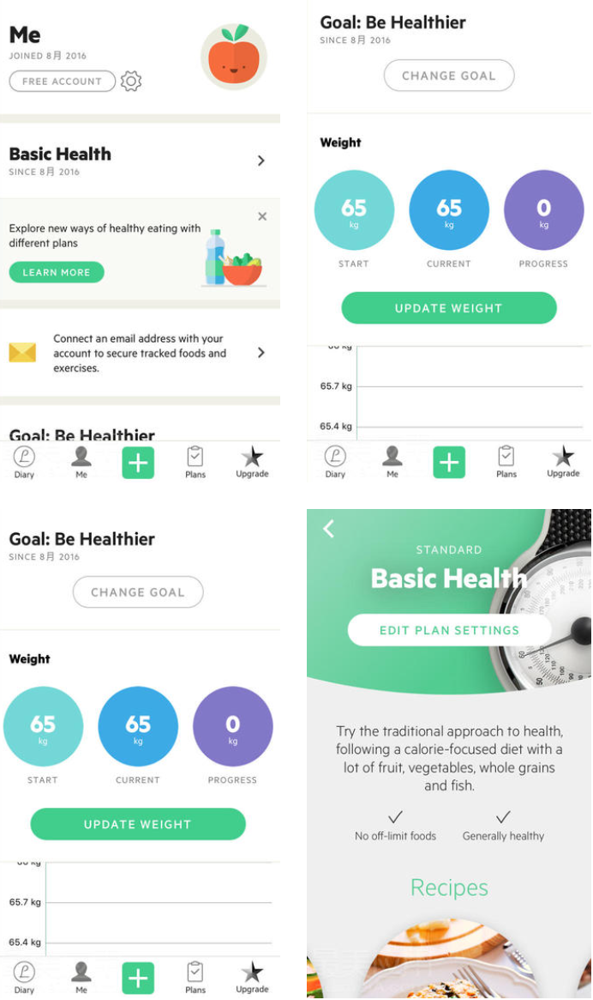 Me
JOINED 8月 2016
FREE ACCOUNT
Basic Health
SINCE 8月 2016
Explore new ways of healthy eating with
different plans
LEARN MORE
Connect an email address with your
account to secure tracked foods and
exercises.
Goal: Be Healthier
Diary
Me
Plans
Upgrade
Goal: Be Healthier
SINCE 8月 2016
CHANGE GOAL
Weight
65 65 0
kg kg kg
START CURRENT PROGRESS
UPDATE WEIGHT
65.7 kg
65.4 kg
Diary
Me
Plans
Upgrade
Goal: Be Healthier
SINCE 8月 2016
CHANGE GOAL
Weight
65 65 0
kg kg kg
START CURRENT PROGRESS
UPDATE WEIGHT
65.7 kg
65.4 kg
Diary
Me
Plans
Upgrade
STANDARD
Basic Health
EDIT PLAN SETTINGS
Try the traditional approach to health,
following a calorie-focused diet with a
lot of fruit, vegetables, whole grains
and fish.
No off-limit foods Generally healthy
Recipes